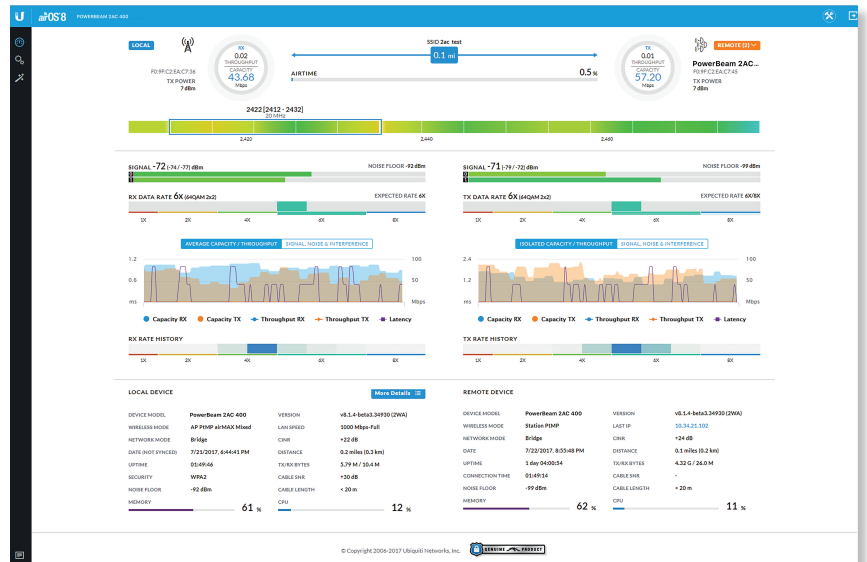 airOS°8 POWERBEAM 2AC 400
LOCAL
F0:9F:C2:EA:C7:36
TX POWER
7 dBm
RX
0.02
THROUGHPUT
CAPACITY
43.68
Mbps
SSID 2ac test
0.1 mi
AIRTIME 0.5 %
TX
0.01
THROUGHPUT
CAPACITY
57.20
Mbps
REMOTE (2)
PowerBeam 2AC...
F0:9F:C2:EA:C7:45
TX POWER
7 dBm
2422 [2412 - 2432]
20 MHz
2,420 2,440 2,460
SIGNAL -72 (-74 / -77) dBm NOISE FLOOR -92 dBm
0
1
RX DATA RATE 6X (64QAM 2x2) EXPECTED RATE 6X
1X 2X 4X 6X 8X
SIGNAL -71 (-79 / -72) dBm NOISE FLOOR -99 dBm
0
1
TX DATA RATE 6X (64QAM 2x2) EXPECTED RATE 6X/8X
1X 2X 4X 6X 8X
AVERAGE CAPACITY / THROUGHPUT SIGNAL, NOISE & INTERFERENCE
1.2 100
0.6 50
ms Mbps
Capacity RX Capacity TX Throughput RX Throughput TX Latency
ISOLATED CAPACITY / THROUGHPUT SIGNAL, NOISE & INTERFERENCE
2.4 100
1.2 50
ms Mbps
Capacity RX Capacity TX Throughput RX Throughput TX Latency
RX RATE HISTORY
1X 2X 4X 6X 8X
TX RATE HISTORY
1X 2X 4X 6X 8X
LOCAL DEVICE More Details
DEVICE MODEL PowerBeam 2AC 400 VERSION v8.1.4-beta3.34930 (2WA)
WIRELESS MODE AP PtMP airMAX Mixed LAN SPEED 1000 Mbps-Full
NETWORK MODE Bridge CINR +22 dB
DATE (NOT SYNCED) 7/21/2017, 6:44:41 PM DISTANCE 0.2 miles (0.3 km)
UPTIME 01:49:46 TX/RX BYTES 5.79 M / 10.4 M
SECURITY WPA2 CABLE SNR +30 dB
NOISE FLOOR -92 dBm CABLE LENGTH < 20 m
MEMORY 61 % CPU 12 %
REMOTE DEVICE
DEVICE MODEL PowerBeam 2AC 400 VERSION v8.1.4-beta3.34930 (2WA)
WIRELESS MODE Station PtMP LAST IP 10.34.21.102
NETWORK MODE Bridge CINR +24 dB
DATE 7/22/2017, 8:55:48 PM DISTANCE 0.1 miles (0.2 km)
UPTIME 1 day 04:00:54 TX/RX BYTES 4.32 G / 26.0 M
CONNECTION TIME 01:49:14 CABLE SNR -
NOISE FLOOR -99 dBm CABLE LENGTH < 20 m
MEMORY 62 % CPU 11 %
© Copyright 2006-2017 Ubiquiti Networks, Inc. GENUINE PRODUCT